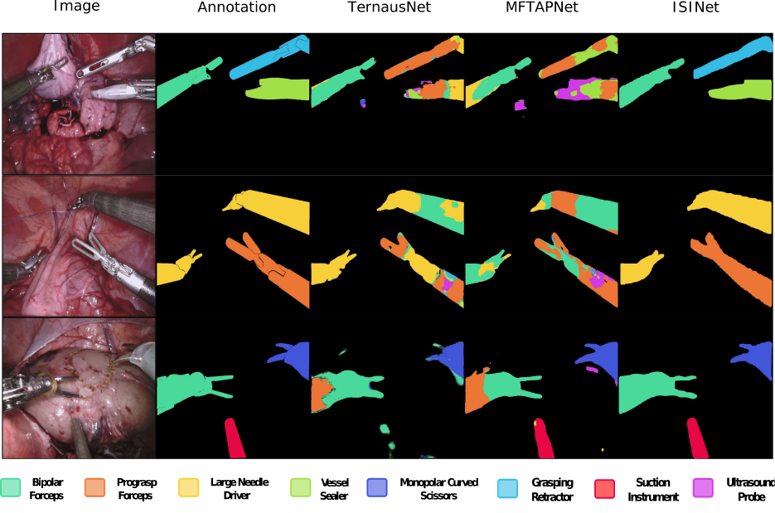 Image Annotation TernausNet MFTAPNet ISINet
Bipolar Forceps
Prograsp Forceps
Large Needle Driver
Vessel Sealer
Monopolar Curved Scissors
Grasping Retractor
Suction Instrument
Ultrasound Probe